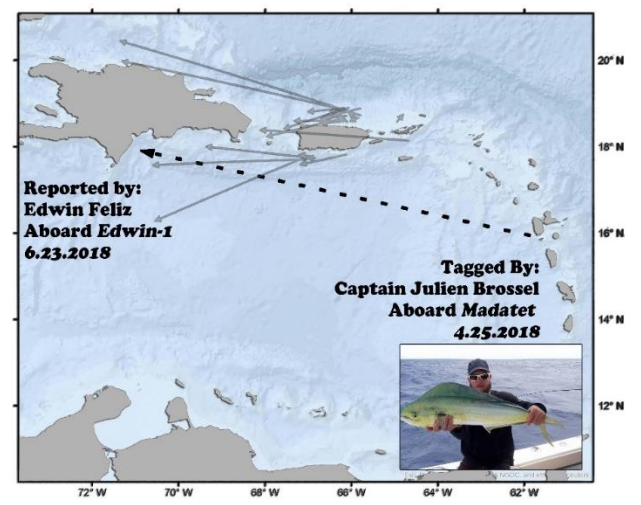 20° N
18° N
Reported by:
Edwin Feliz
Aboard Edwin-1
6.23.2018
16° N
Tagged By:
Captain Julien Brossel
Aboard Madatet
4.25.2018
14° N
12° N
72° W 70° W 68° W 66° W 64° W 62° W